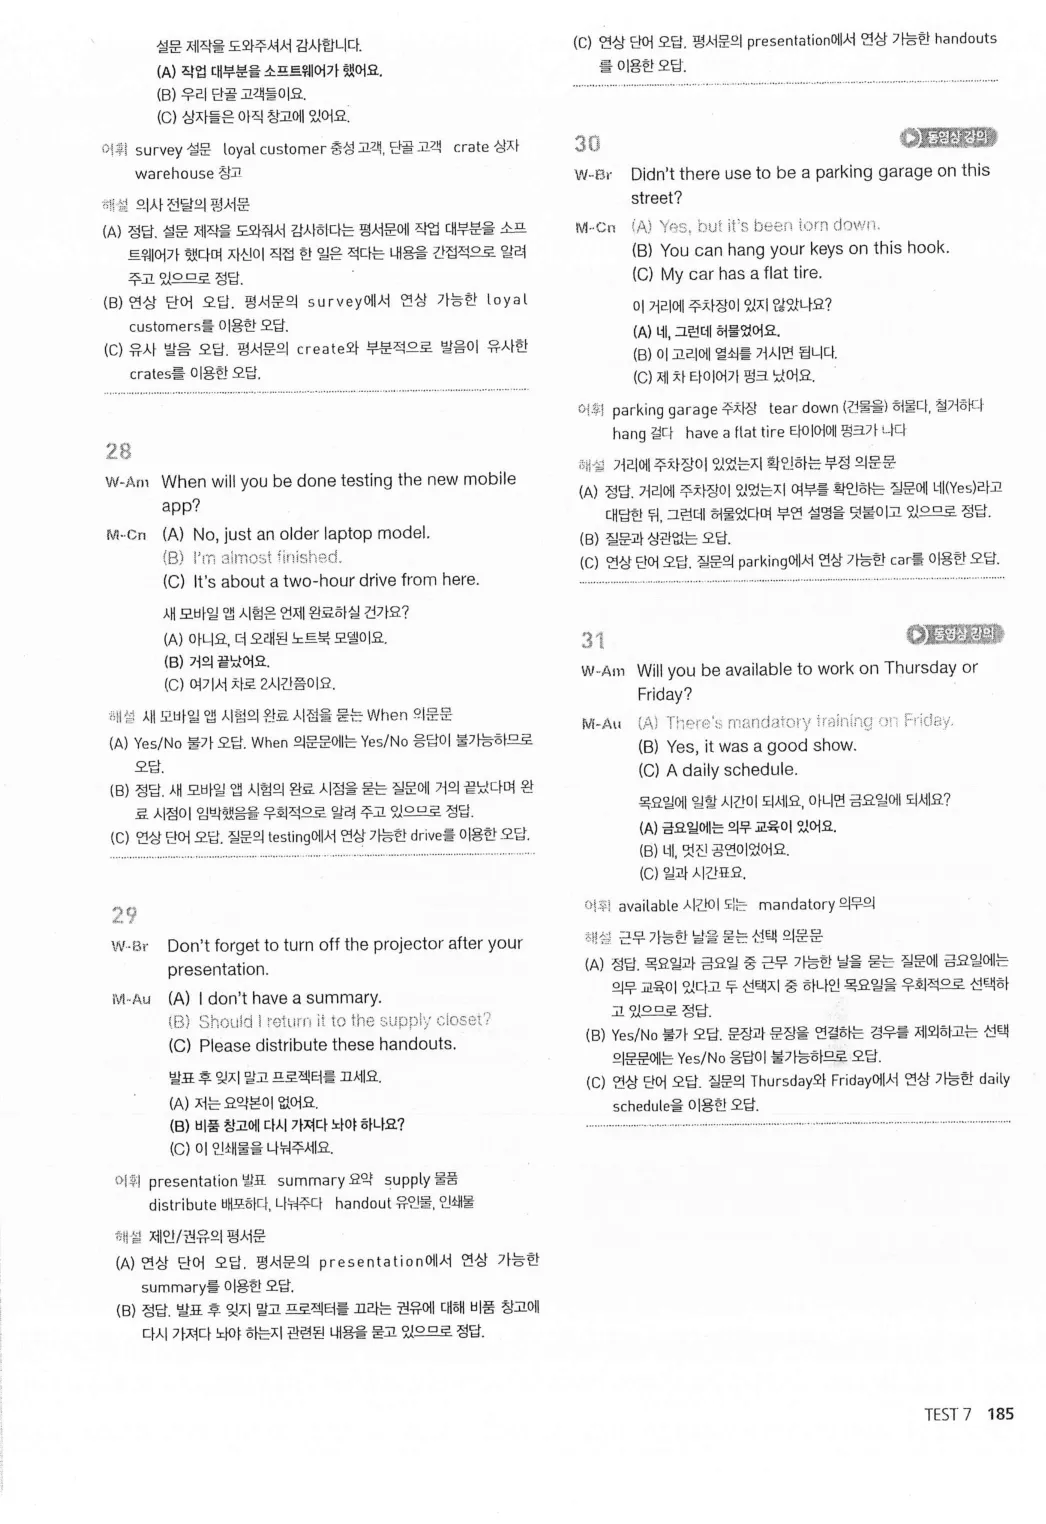 설문 제작을 도와주셔서 감사합니다.
(A) 작업 대부분을 소프트웨어가 했어요.
(B) 우리 단골 고객들이요.
(C) 상자들은 아직 창고에 있어요.
어휘 survey 설문 loyal customer 충성 고객, 단골 고객 crate 상자
warehouse 창고
해설 의사 전달의 평서문
(A) 정답. 설문 제작을 도와줘서 감사하다는 평서문에 작업 대부분을 소프
트웨어가 했다며 자신이 직접 한 일은 적다는 내용을 간접적으로 알려
주고 있으므로 정답.
(B) 연상 단어 오답. 평서문의 survey에서 연상 가능한 loyal
customers를 이용한 오답.
(C) 유사 발음 오답. 평서문의 create와 부분적으로 발음이 유사한
crates를 이용한 오답.
28
W-Am When will you be done testing the new mobile
app?
M-Cn (A) No, just an older laptop model.
(B) I'm almost finished.
(C) It's about a two-hour drive from here.
새 모바일 앱 시험은 언제 완료하실 건가요?
(A) 아니요, 더 오래된 노트북 모델이요.
(B) 거의 끝났어요.
(C) 여기서 차로 2시간쯤이요.
해설 새 모바일 앱 시험의 완료 시점을 묻는 When 의문문
(A) Yes/No 불가 오답. When 의문문에는 Yes/No 응답이 불가능하므로
오답.
(B) 정답. 새 모바일 앱 시험의 완료 시점을 묻는 질문에 거의 끝났다며 완
료 시점이 임박했음을 우회적으로 알려 주고 있으므로 정답.
(C) 연상 단어 오답. 질문의 testing에서 연상 가능한 drive를 이용한 오답.
29
W-Br Don't forget to turn off the projector after your
presentation.
M-Au (A) I don't have a summary.
(B) Should I return it to the supply closet?
(C) Please distribute these handouts.
발표 후 잊지 말고 프로젝터를 끄세요.
(A) 저는 요약본이 없어요.
(B) 비품 창고에 다시 가져다 놔야 하나요?
(C) 이 인쇄물을 나눠주세요.
어휘 presentation 발표 summary 요약 supply 물품
distribute 배포하다, 나눠주다 handout 유인물, 인쇄물
해설 제안/권유의 평서문
(A) 연상 단어 오답. 평서문의 presentation에서 연상 가능한
summary를 이용한 오답.
(B) 정답. 발표 후 잊지 말고 프로젝터를 끄라는 권유에 대해 비품 창고에
다시 가져다 놔야 하는지 관련된 내용을 묻고 있으므로 정답.
(C) 연상 단어 오답. 평서문의 presentation에서 연상 가능한 handouts
를 이용한 오답.
30
동영상 강의
W-Br Didn't there use to be a parking garage on this
street?
M-Cn (A) Yes, but it's been torn down.
(B) You can hang your keys on this hook.
(C) My car has a flat tire.
이 거리에 주차장이 있지 않았나요?
(A) 네, 그런데 허물었어요.
(B) 이 고리에 열쇠를 거시면 됩니다.
(C) 제 차 타이어가 펑크 났어요.
어휘 parking garage 주차장 tear down (건물을) 허물다, 철거하다
hang 걸다 have a flat tire 타이어에 펑크가 나다
해설 거리에 주차장이 있었는지 확인하는 부정 의문문
(A) 정답. 거리에 주차장이 있었는지 여부를 확인하는 질문에 네(Yes)라고
대답한 뒤, 그런데 허물었다며 부연 설명을 덧붙이고 있으므로 정답.
(B) 질문과 상관없는 오답.
(C) 연상 단어 오답. 질문의 parking에서 연상 가능한 car를 이용한 오답.
31
동영상 강의
W-Am Will you be available to work on Thursday or
Friday?
M-Au (A) There's mandatory training on Friday.
(B) Yes, it was a good show.
(C) A daily schedule.
목요일에 일할 시간이 되세요, 아니면 금요일에 되세요?
(A) 금요일에는 의무 교육이 있어요.
(B) 네, 멋진 공연이었어요.
(C) 일과 시간표요.
어휘 available 시간이 되는 mandatory 의무의
해설 근무 가능한 날을 묻는 선택 의문문
(A) 정답. 목요일과 금요일 중 근무 가능한 날을 묻는 질문에 금요일에는
의무 교육이 있다고 두 선택지 중 하나인 목요일을 우회적으로 선택하
고 있으므로 정답.
(B) Yes/No 불가 오답. 문장과 문장을 연결하는 경우를 제외하고는 선택
의문문에는 Yes/No 응답이 불가능하므로 오답.
(C) 연상 단어 오답. 질문의 Thursday와 Friday에서 연상 가능한 daily
schedule을 이용한 오답.
TEST 7 185